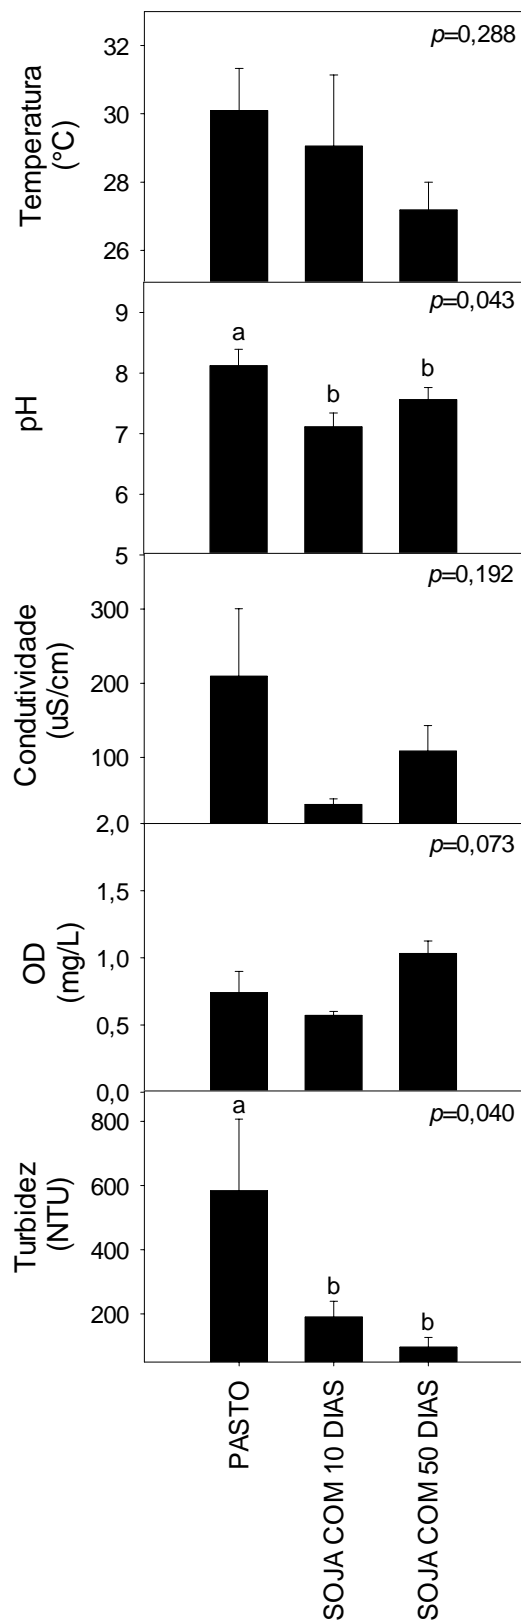 p=0,288
Temperatura
(°C)
32
30
28
26
p=0,043
pH
9
8
7
6
5
a
b
b
p=0,192
Condutividade
(uS/cm)
300
200
100
p=0,073
OD
(mg/L)
2,0
1,5
1,0
0,5
0,0
p=0,040
Turbidez
(NTU)
800
600
400
200
a
b
b
PASTO
SOJA COM 10 DIAS
SOJA COM 50 DIAS